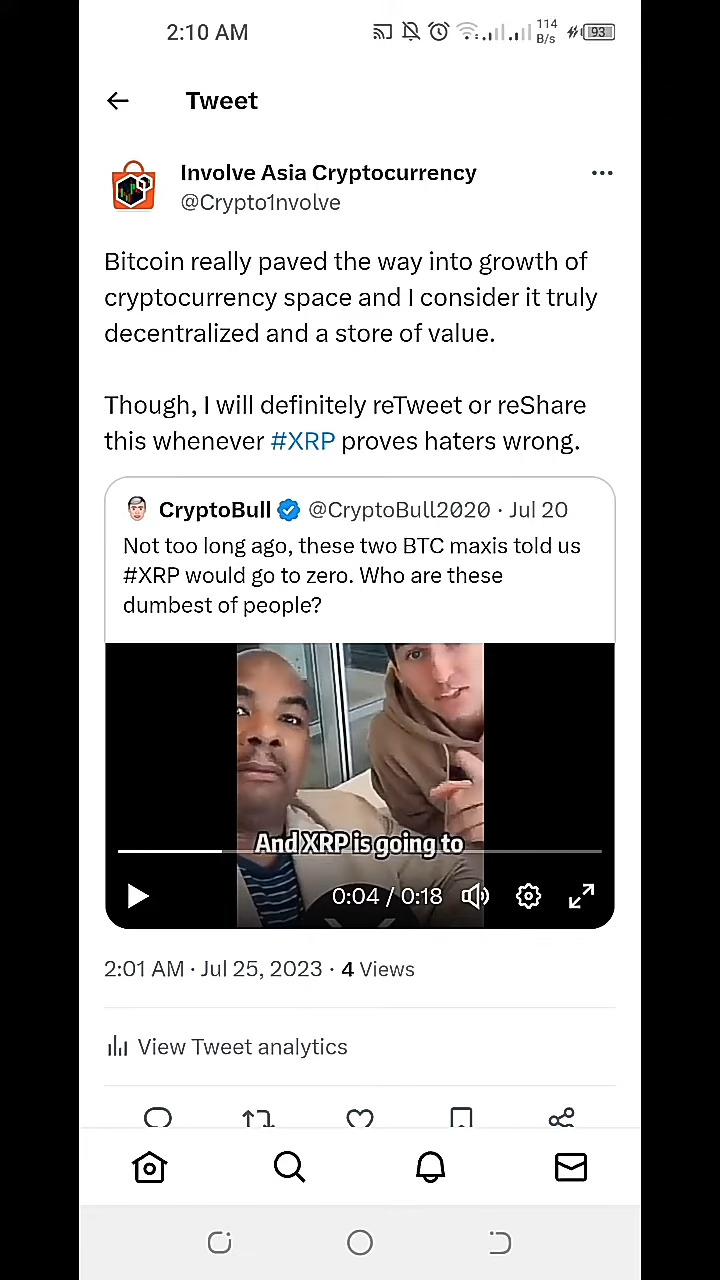 2:10 AM
114
B/s
93
Tweet
Involve Asia Cryptocurrency
@Crypto1nvolve
Bitcoin really paved the way into growth of
cryptocurrency space and I consider it truly
decentralized and a store of value.
Though, I will definitely reTweet or reShare
this whenever #XRP proves haters wrong.
CryptoBull @CryptoBull2020 · Jul 20
Not too long ago, these two BTC maxis told us
#XRP would go to zero. Who are these
dumbest of people?
And XRP is going to
0:04 / 0:18
2:01 AM · Jul 25, 2023 · 4 Views
View Tweet analytics